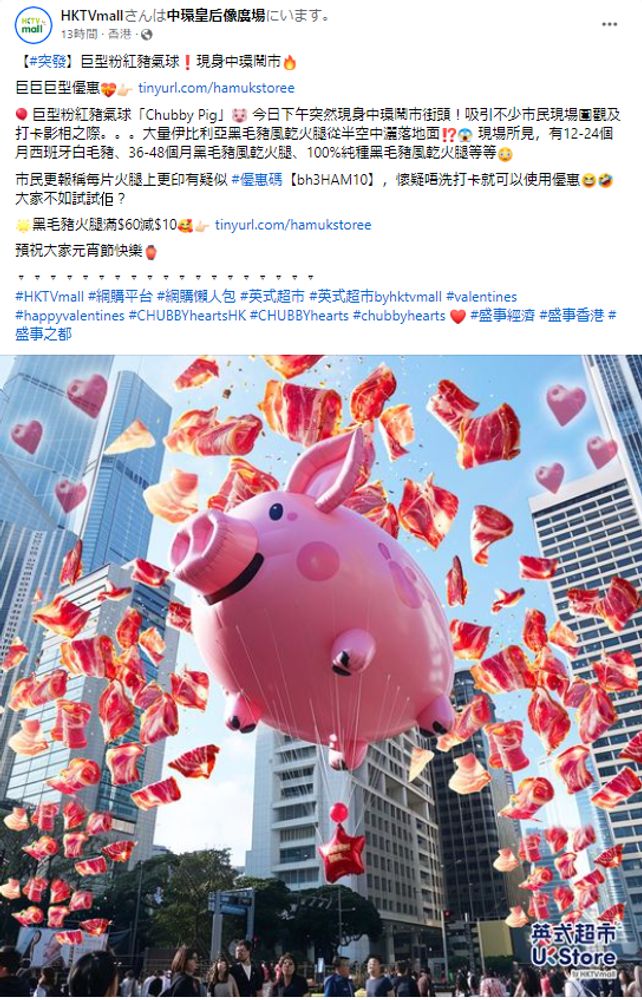 HKTV mall
HKTVmallさんは中環皇后像廣場にいます。
13時間 · 香港 ·
【#突發】巨型粉紅豬氣球❗現身中環鬧市🔥
巨巨巨型優惠💝👉🏻 tinyurl.com/hamukstoree
🎈巨型粉紅豬氣球「Chubby Pig」🐷 今日下午突然現身中環鬧市街頭！吸引不少市民現場圍觀及
打卡影相之際。。。大量伊比利亞黑毛豬風乾火腿從半空中灑落地面⁉️😱 現場所見，有12-24個
月西班牙白毛豬、36-48個月黑毛豬風乾火腿、100%純種黑毛豬風乾火腿等等😳
市民更報稱每片火腿上更印有疑似 #優惠碼【bh3HAM10】，懷疑唔洗打卡就可以使用優惠😆🤣
大家不如試試佢？
🌟黑毛豬火腿滿$60減$10🥰👉🏻 tinyurl.com/hamukstoree
預祝大家元宵節快樂🏮
#HKTVmall #網購平台 #網購懶人包 #英式超市 #英式超市byhktvmall #valentines
#happyvalentines #CHUBBYheartsHK #CHUBBYhearts #chubbyhearts ❤️ #盛事經濟 #盛事香港 #
盛事之都
英式超市
UK Store
by HKTVmall